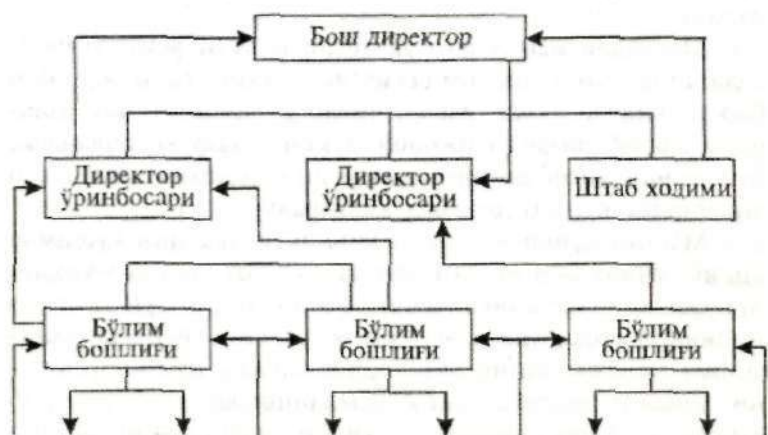 Бош директор
Директор
ўринбосари
Директор
ўринбосари
Штаб ходими
Бўлим
бошлиғи
Бўлим
бошлиғи
Бўлим
бошлиғи